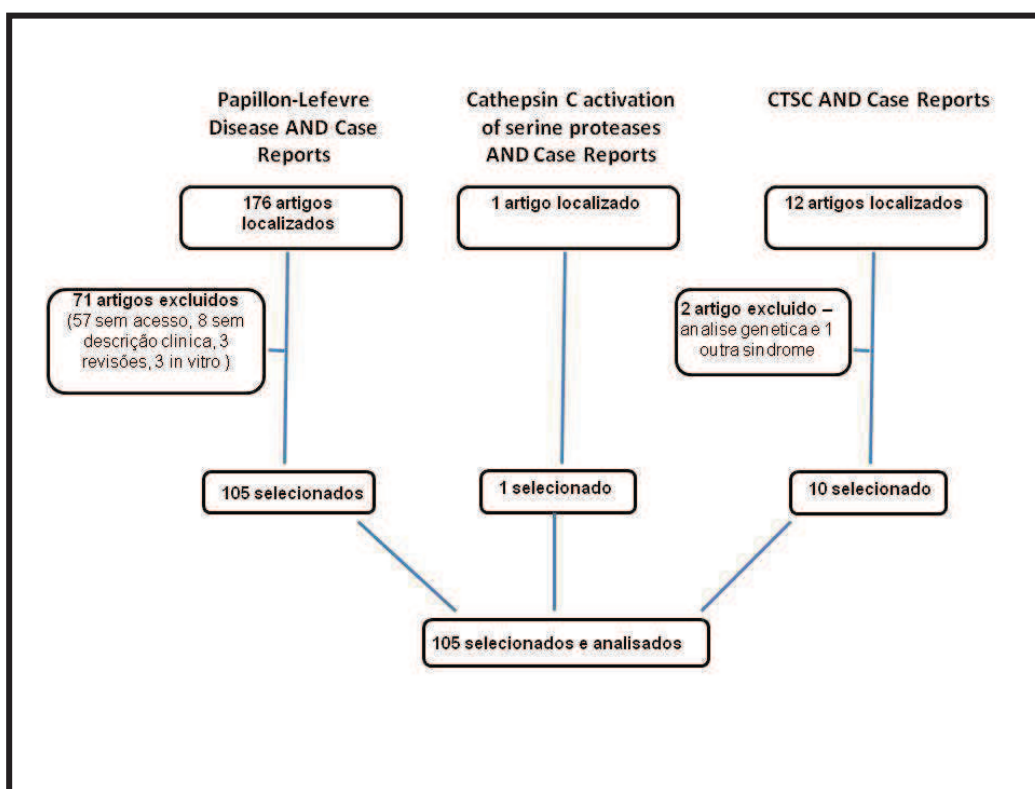 Papillon-Lefevre
Disease AND Case
Reports
Cathepsin C activation
of serine proteases
AND Case Reports
CTSC AND Case Reports
176 artigos
localizados
1 artigo localizado
12 artigos localizados
71 artigos excluidos
(57 sem acesso, 8 sem
descrição clinica, 3
revisões, 3 in vitro )
2 artigo excluido –
analise genetica e 1
outra sindrome
105 selecionados
1 selecionado
10 selecionado
105 selecionados e analisados